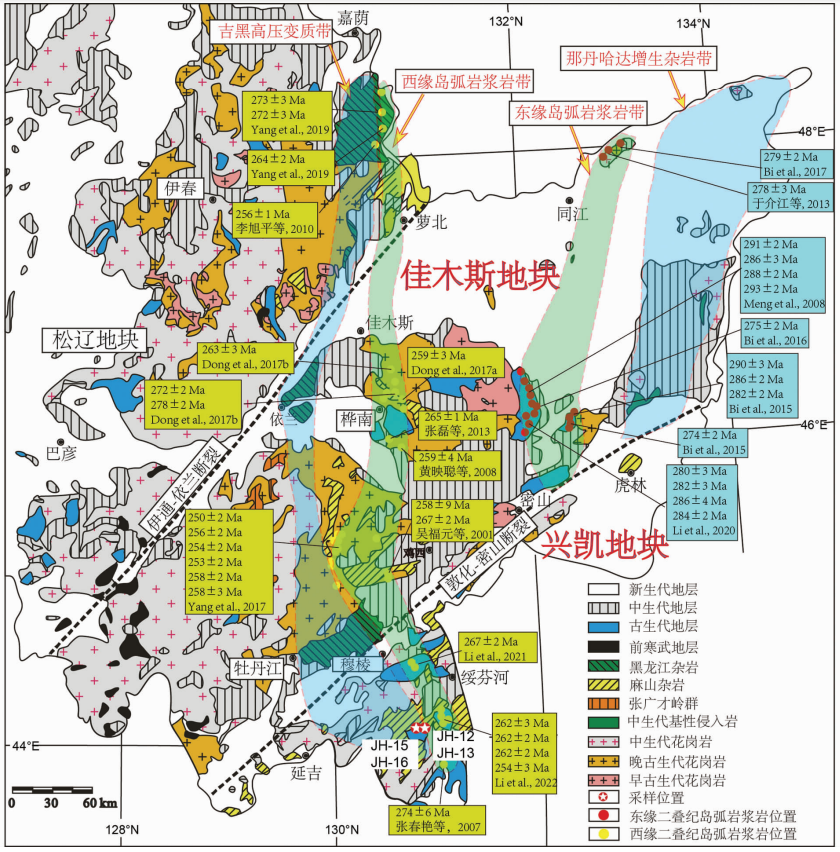 嘉荫
132°E
134°E
吉黑高压变质带
西缘岛弧岩浆岩带
那丹哈达增生杂岩带
东缘岛弧岩浆岩带
48°E
273±3 Ma
272±3 Ma
Yang et al., 2019
264±2 Ma
Yang et al., 2019
279±2 Ma
Bi et al., 2017
278±3 Ma
于介江等, 2013
伊春
256±1 Ma
李旭平等, 2010
萝北
同江
291±2 Ma
286±3 Ma
288±2 Ma
293±2 Ma
Meng et al., 2008
佳木斯地块
松辽地块
佳木斯
275±2 Ma
Bi et al., 2016
263±3 Ma
Dong et al., 2017b
259±3 Ma
Dong et al., 2017a
290±3 Ma
286±2 Ma
282±2 Ma
Bi et al., 2015
272±2 Ma
278±2 Ma
Dong et al., 2017b
依兰
桦南
265±1 Ma
张磊等, 2013
46°E
巴彦
274±2 Ma
Bi et al., 2015
259±4 Ma
黄映聪等, 2008
虎林
280±3 Ma
282±3 Ma
286±4 Ma
284±2 Ma
Li et al., 2020
伊通-依兰断裂
密山
258±9 Ma
267±2 Ma
吴福元等, 2001
250±2 Ma
256±2 Ma
254±2 Ma
253±2 Ma
258±2 Ma
258±3 Ma
Yang et al., 2017
鸡西
敦化-密山断裂
兴凯地块
新生代地层
中生代地层
古生代地层
前寒武地层
黑龙江杂岩
麻山杂岩
张广才岭群
中生代基性侵入岩
中生代花岗岩
晚古生代花岗岩
早古生代花岗岩
采样位置
东缘二叠纪岛弧岩浆岩位置
西缘二叠纪岛弧岩浆岩位置
267±2 Ma
Li et al., 2021
牡丹江
穆棱
绥芬河
262±3 Ma
262±2 Ma
262±2 Ma
254±3 Ma
Li et al., 2022
JH-12
JH-13
JH-15
JH-16
44°E
延吉
0 30 60 km
274±6 Ma
张春艳等, 2007
128°E
130°E